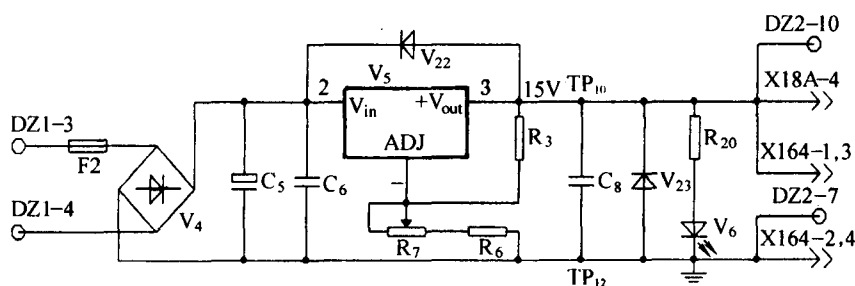 DZ2-10
V22
V5
2
3
15V
TP10
X18A-4
Vin
+Vout
DZ1-3
ADJ
R3
R20
F2
X164-1,3
C5
C6
C8
V23
DZ2-7
DZ1-4
V4
V6
R7
R6
X164-2,4
TP12